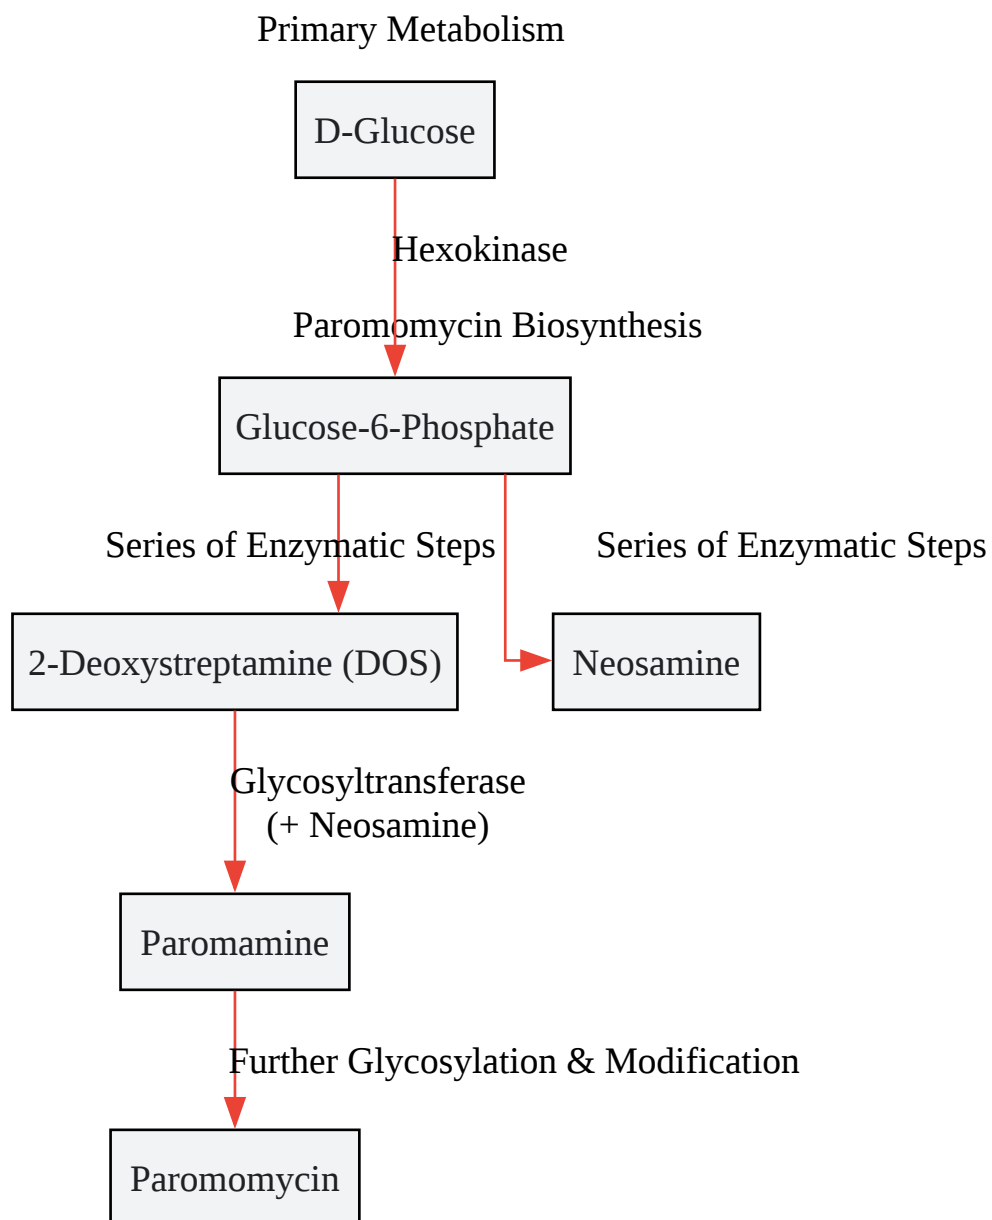 Primary Metabolism
D-Glucose
Hexokinase
Paromomycin Biosynthesis
Glucose-6-Phosphate
Series of Enzymatic Steps
Series of Enzymatic Steps
2-Deoxystreptamine (DOS)
Neosamine
Glycosyltransferase
(+ Neosamine)
Paromamine
Further Glycosylation & Modification
Paromomycin